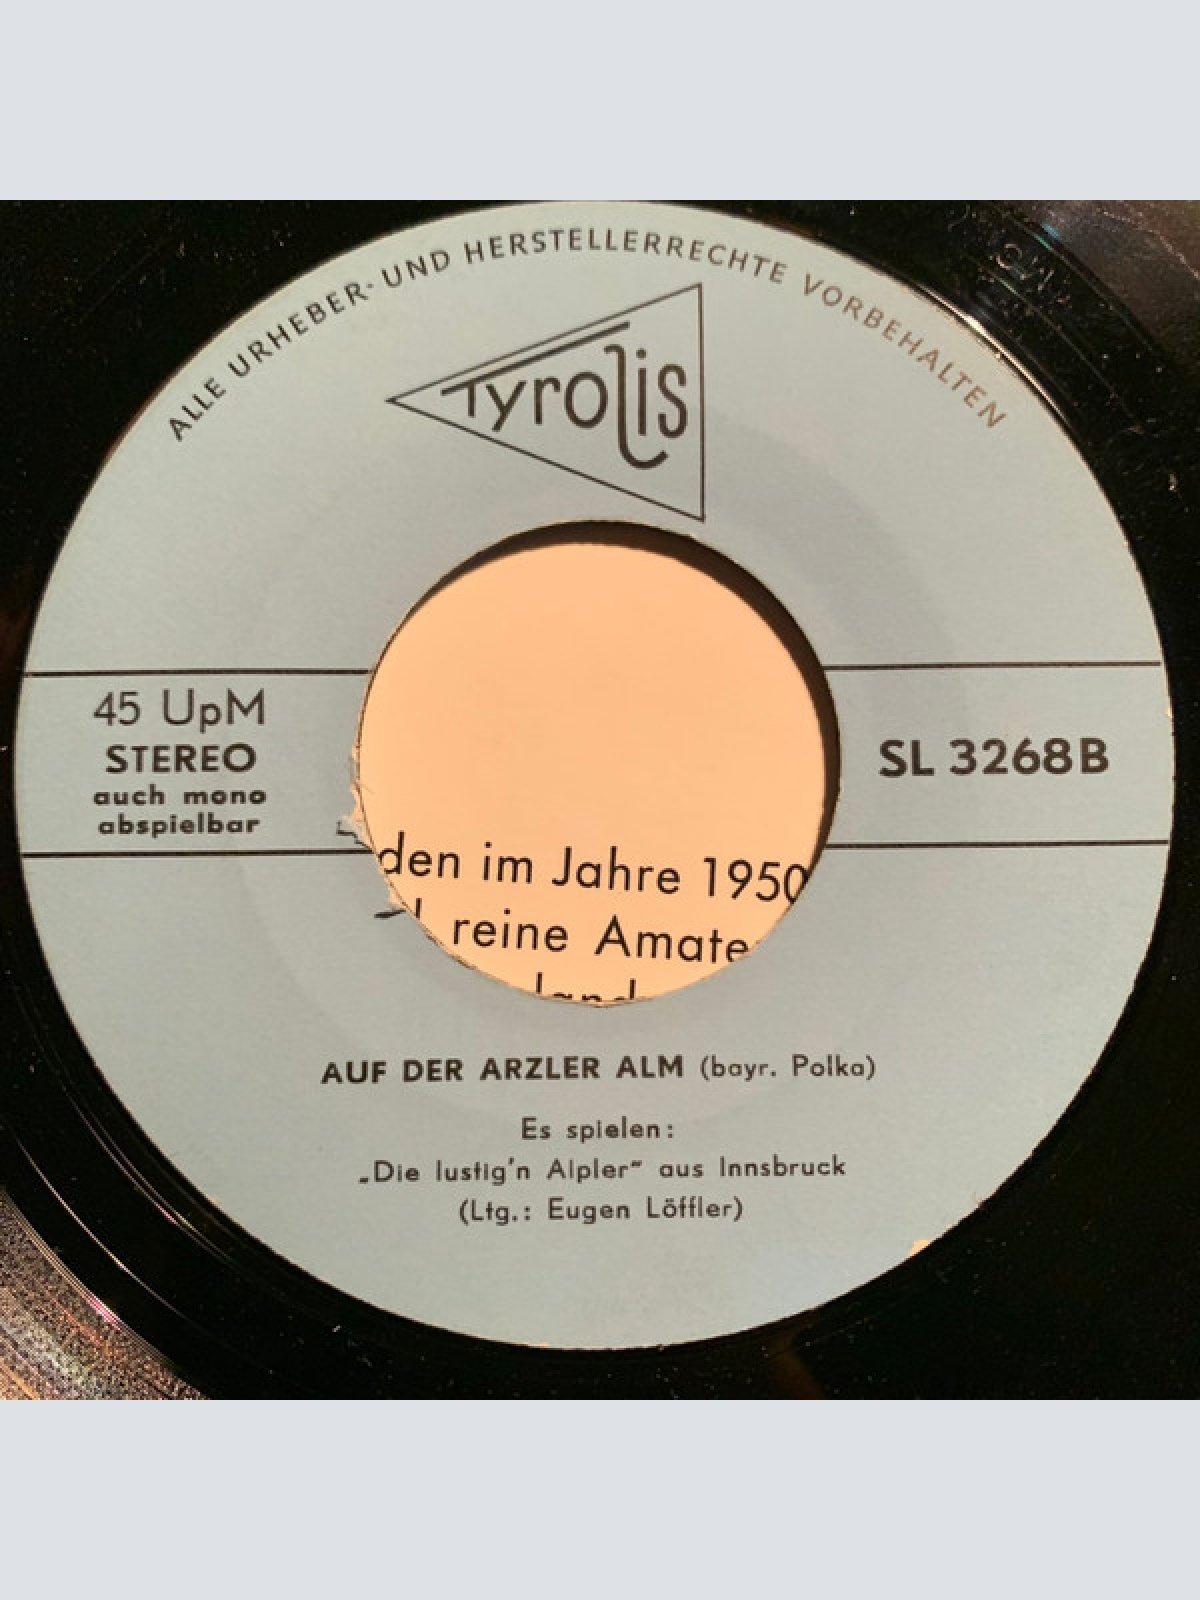 ALLE URHEBER- UND HERSTELLERRECHTE VORBEHALTEN
Tyrolis
45 UpM
STEREO
auch mono
abspielbar
SL 3268B
den im Jahre 1950
reine
AUF DER ARZLER ALM (bayr. Polka)
Es spielen:
„Die lustig'n Alpler" aus Innsbruck
(Ltg.: Eugen Löffler)